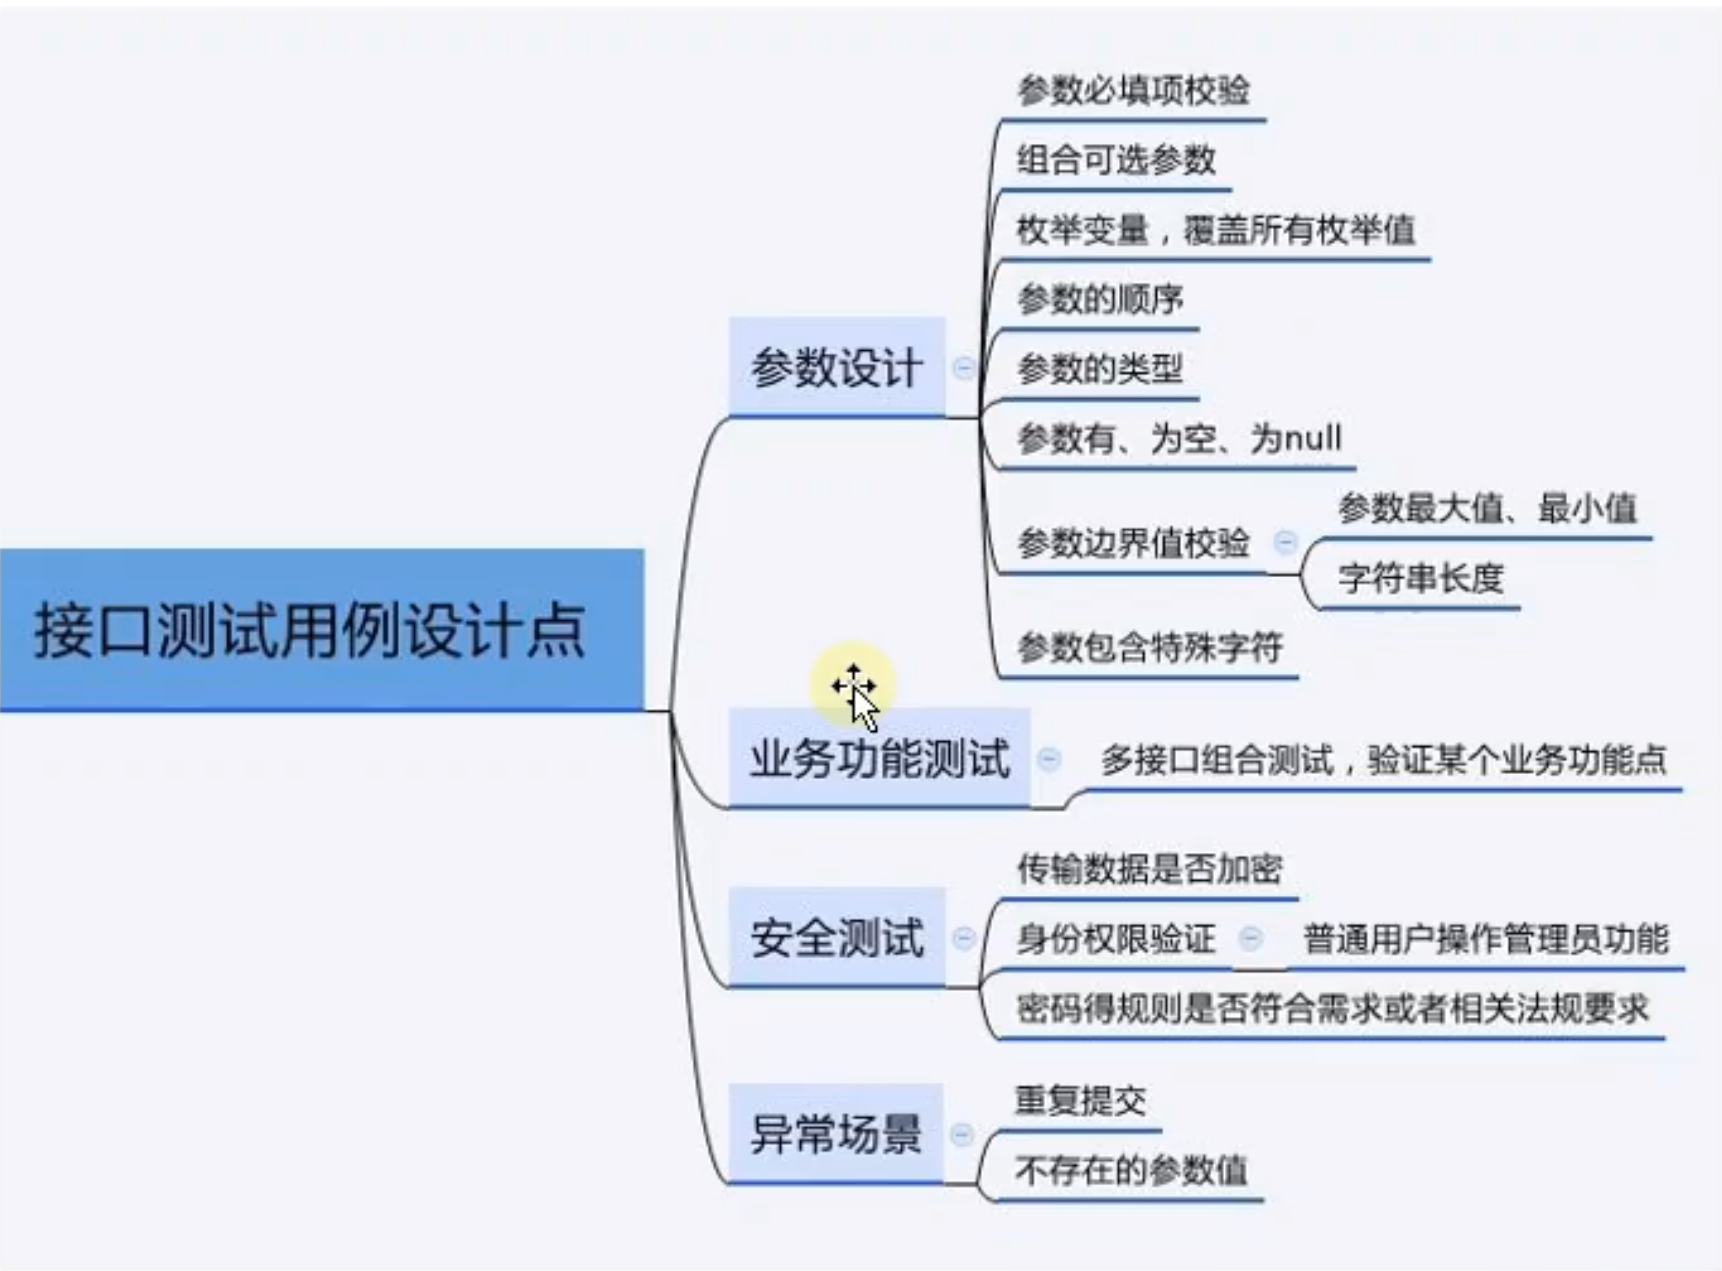 接口测试用例设计点
参数设计
参数必填项校验
组合可选参数
枚举变量，覆盖所有枚举值
参数的顺序
参数的类型
参数有、为空、为null
参数边界值校验
参数最大值、最小值
字符串长度
参数包含特殊字符
业务功能测试
多接口组合测试，验证某个业务功能点
安全测试
传输数据是否加密
身份权限验证
普通用户操作管理员功能
密码得规则是否符合需求或者相关法规要求
异常场景
重复提交
不存在的参数值